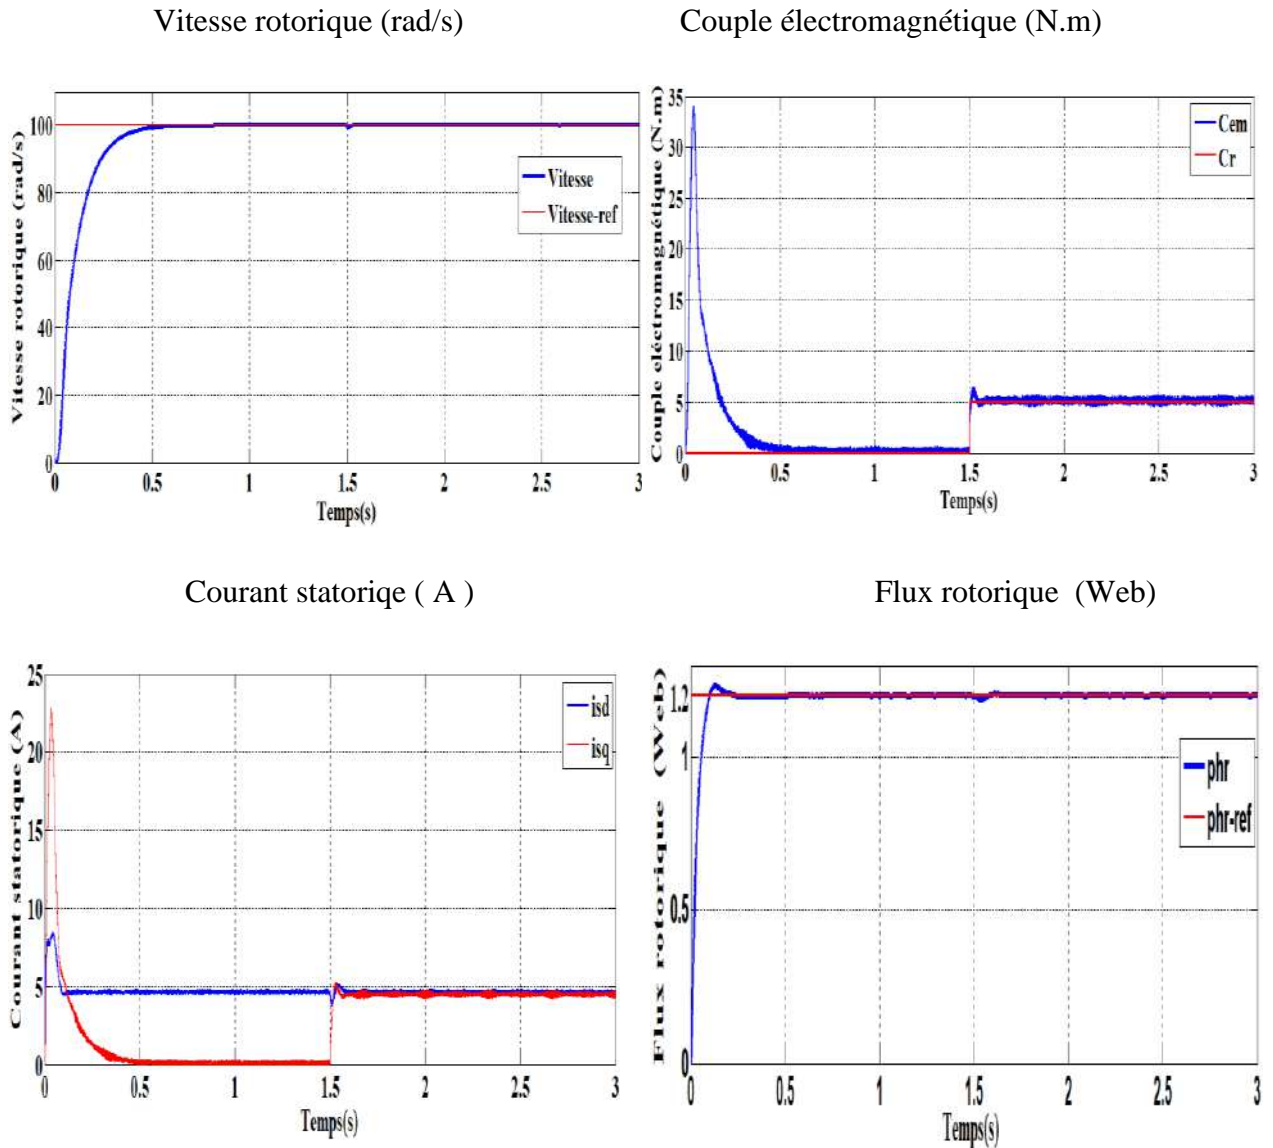 Vitesse rotorique (rad/s)
Couple électromagnétique (N.m)
Vitesse rotorique (rad/s)
100
80
60
40
20
0
0 0.5 1 1.5 2 2.5 3
Temps(s)
Vitesse
Vitesse-ref
Couple eléctromagnétique (N.m)
35
30
25
20
15
10
5
0
0 0.5 1 1.5 2 2.5 3
Temps(s)
Cem
Cr
Courant statoriqe ( A )
Flux rotorique (Web)
Courant statorique (A)
25
20
15
10
5
0
0 0.5 1 1.5 2 2.5 3
Temps(s)
isd
isq
Flux rotorique (Web)
1.2
1
0.5
0
0 0.5 1 1.5 2 2.5 3
Temps(s)
phr
phr-ref